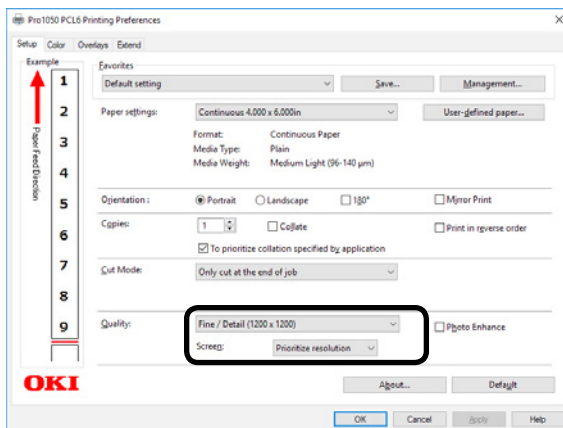 Pro1050 PCL6 Printing Preferences
Setup Color Overlays Extend
Example
1
2
3
4
5
6
7
8
9
Paper Feed Direction
OKI
Favorites
Default setting
Save...
Management...
Paper settings:
Continuous 4.000 x 6.000in
User-defined paper...
Format: Continuous Paper
Media Type: Plain
Media Weight: Medium Light (96-140 μm)
Orientation : Portrait Landscape 180° Mirror Print
Copies: 1 Collate Print in reverse order
To prioritize collation specified by application
Cut Mode: Only cut at the end of job
Quality: Fine / Detail (1200 x 1200) Photo Enhance
Screen: Prioritize resolution
About... Default
OK Cancel Apply Help